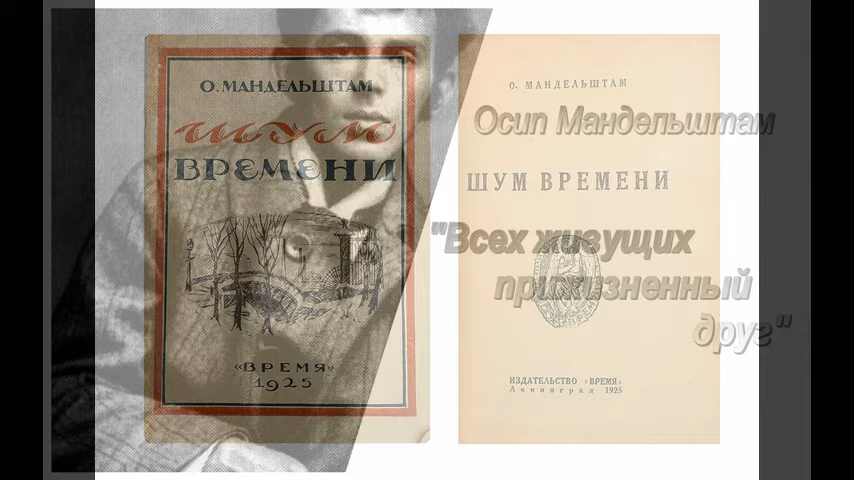 О. МАНДЕЛЬШТАМ
ШУМ
ВРЕМЕНИ
«ВРЕМЯ»
1925
О. МАНДЕЛЬШТАМ
ШУМ ВРЕМЕНИ
ИЗДАТЕЛЬСТВО «ВРЕМЯ»
Ленинград 1925
Осип Мандельштам
"Всех живущих
прижизненный
друг"